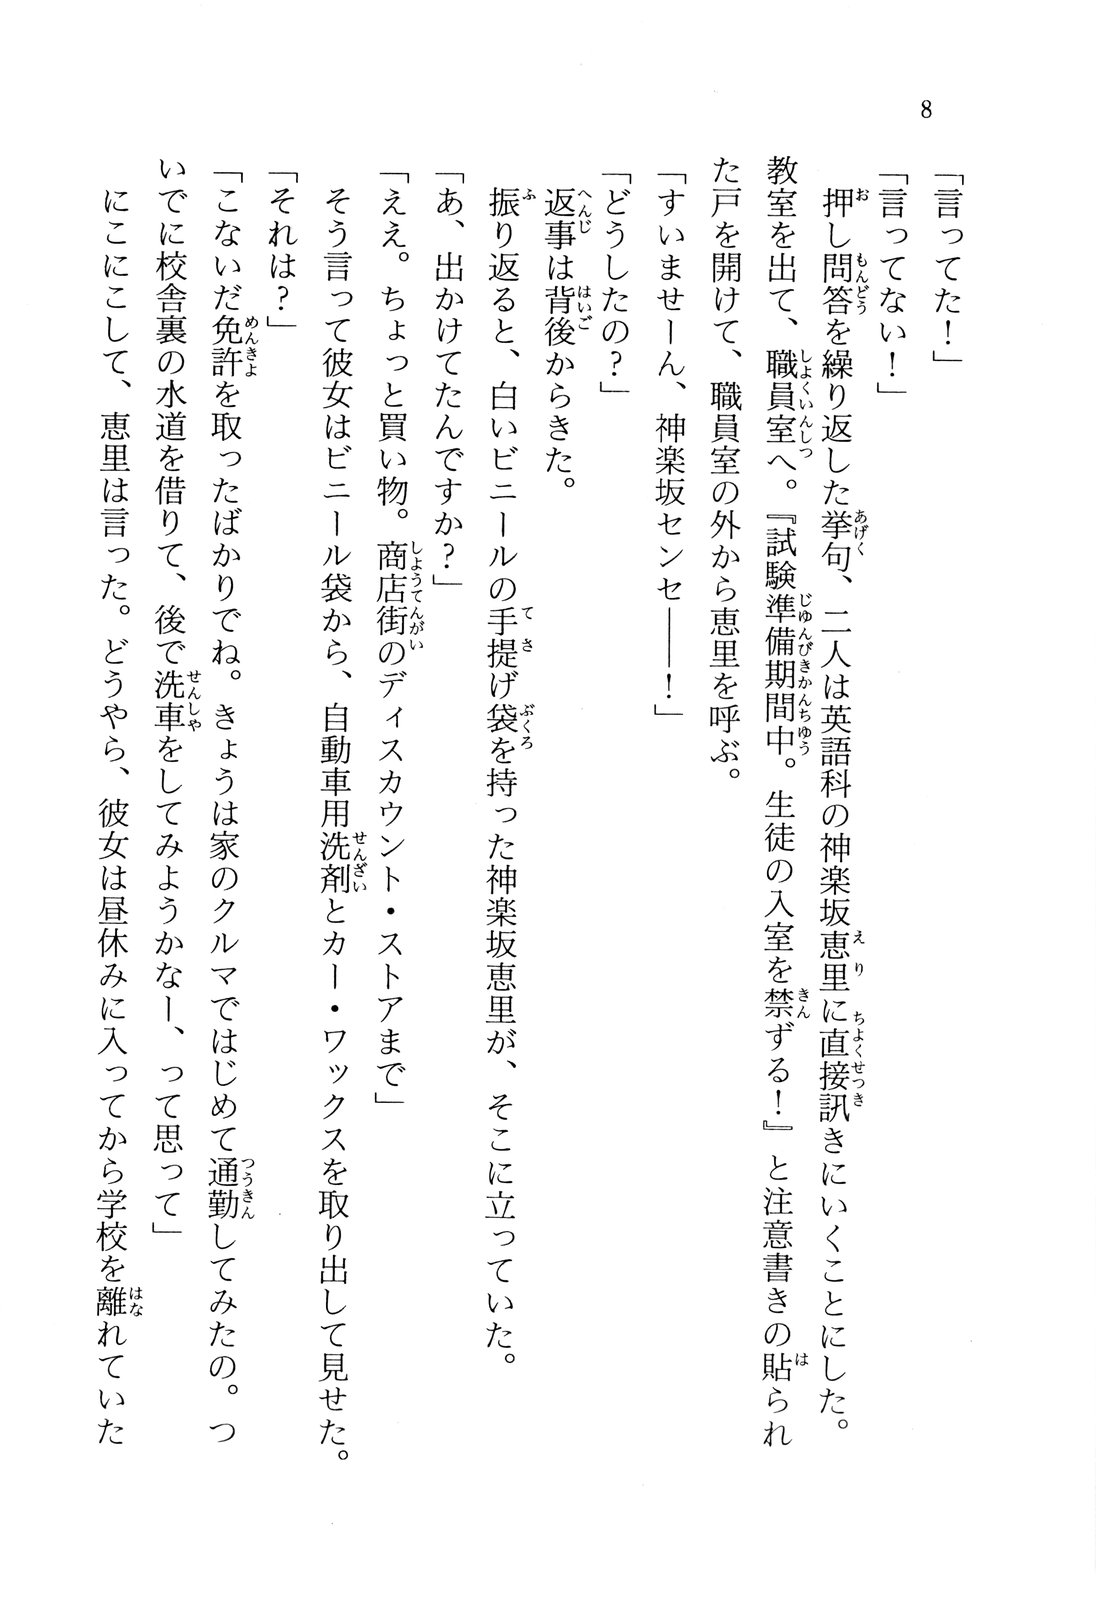 8
「言ってた！」
「言ってない！」
　押し問答を繰り返した挙句、二人は英語科の神楽坂恵里に直接訊きにいくことにした。
教室を出て、職員室へ。『試験準備期間中。生徒の入室を禁ずる！』と注意書きの貼られ
た戸を開けて、職員室の外から恵里を呼ぶ。
「すいませーん、神楽坂センセ――！」
「どうしたの？」
　返事は背後からきた。
　振り返ると、白いビニールの手提げ袋を持った神楽坂恵里が、そこに立っていた。
「あ、出かけてたんですか？」
「ええ。ちょっと買い物。商店街のディスカウント・ストアまで」
　そう言って彼女はビニール袋から、自動車用洗剤とカー・ワックスを取り出して見せた。
「それは？」
「こないだ免許を取ったばかりでね。きょうは家のクルマではじめて通勤してみたの。つ
いでに校舎裏の水道を借りて、後で洗車をしてみようかなー、って思って」
　にこにこして、恵里は言った。どうやら、彼女は昼休みに入ってから学校を離れていた